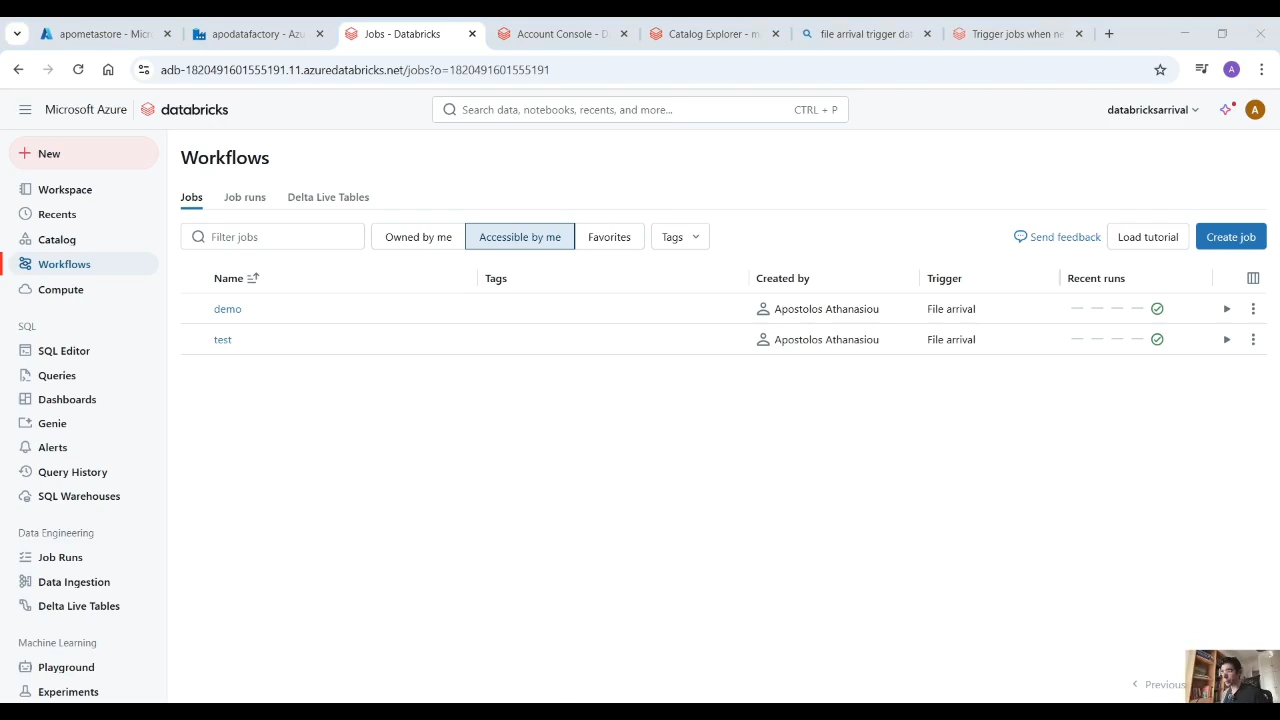 apometastore - Micr
apodatafactory - Azu
Jobs - Databricks
Account Console - D
Catalog Explorer - m
file arrival trigger da
Trigger jobs when ne
adb-1820491601555191.11.azuredatabricks.net/jobs?o=1820491601555191
A
Microsoft Azure
databricks
Search data, notebooks, recents, and more...
CTRL + P
databricksarrival
A
New
Workspace
Recents
Catalog
Workflows
Compute
SQL
SQL Editor
Queries
Dashboards
Genie
Alerts
Query History
SQL Warehouses
Data Engineering
Job Runs
Data Ingestion
Delta Live Tables
Machine Learning
Playground
Experiments
Workflows
Jobs
Job runs
Delta Live Tables
Filter jobs
Owned by me
Accessible by me
Favorites
Tags
Send feedback
Load tutorial
Create job
Name
Tags
Created by
Trigger
Recent runs
demo
Apostolos Athanasiou
File arrival
test
Apostolos Athanasiou
File arrival
Previous